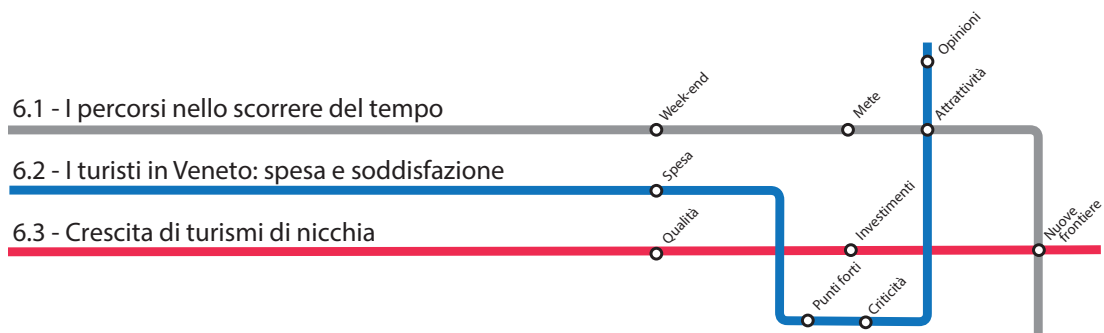 Opinioni
6.1 - I percorsi nello scorrere del tempo
Week-end
Mete
Attrattività
6.2 - I turisti in Veneto: spesa e soddisfazione
Spesa
6.3 - Crescita di turismi di nicchia
Qualità
Investimenti
Nuove
frontiere
Punti forti
Criticità